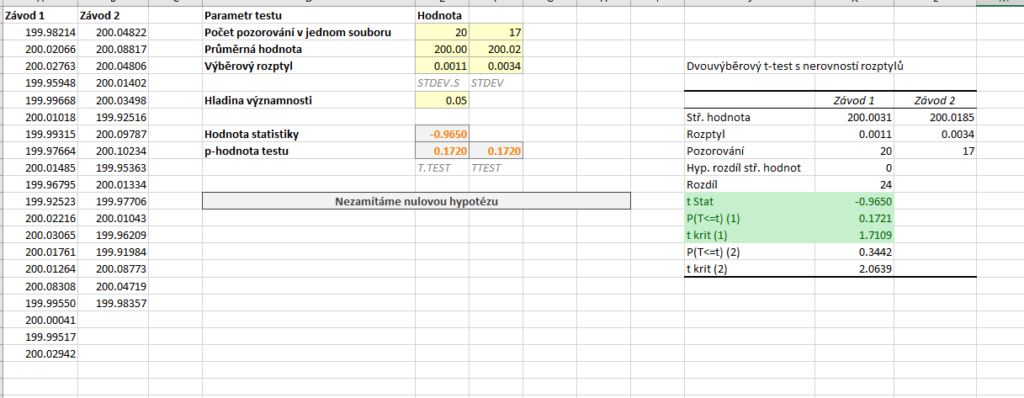 Závod 1 Závod 2 Parametr testu Hodnota
199.98214 200.04822 Počet pozorování v jednom souboru 20 17
200.02066 200.08817 Průměrná hodnota 200.00 200.02
200.02763 200.04806 Výběrový rozptyl 0.0011 0.0034 Dvouvýběrový t-test s nerovností rozptylů
199.95948 200.01402 STDEV.S STDEV
199.99668 200.03498 Hladina významnosti 0.05 Závod 1 Závod 2
200.01018 199.92516 Stř. hodnota 200.0031 200.0185
199.99315 200.09787 Hodnota statistiky -0.9650 Rozptyl 0.0011 0.0034
199.97664 200.10234 p-hodnota testu 0.1720 0.1720 Pozorování 20 17
200.01485 199.95363 T.TEST TTEST Hyp. rozdíl stř. hodnot 0
199.96795 200.01334 Rozdíl 24
199.92523 199.97706 Nezamítáme nulovou hypotézu t Stat -0.9650
200.02216 200.01043 P(T<=t) (1) 0.1721
200.03065 199.96209 t krit (1) 1.7109
200.01761 199.91984 P(T<=t) (2) 0.3442
200.01264 200.08773 t krit (2) 2.0639
200.08308 200.04719
199.99550 199.98357
200.00041
199.99517
200.02942